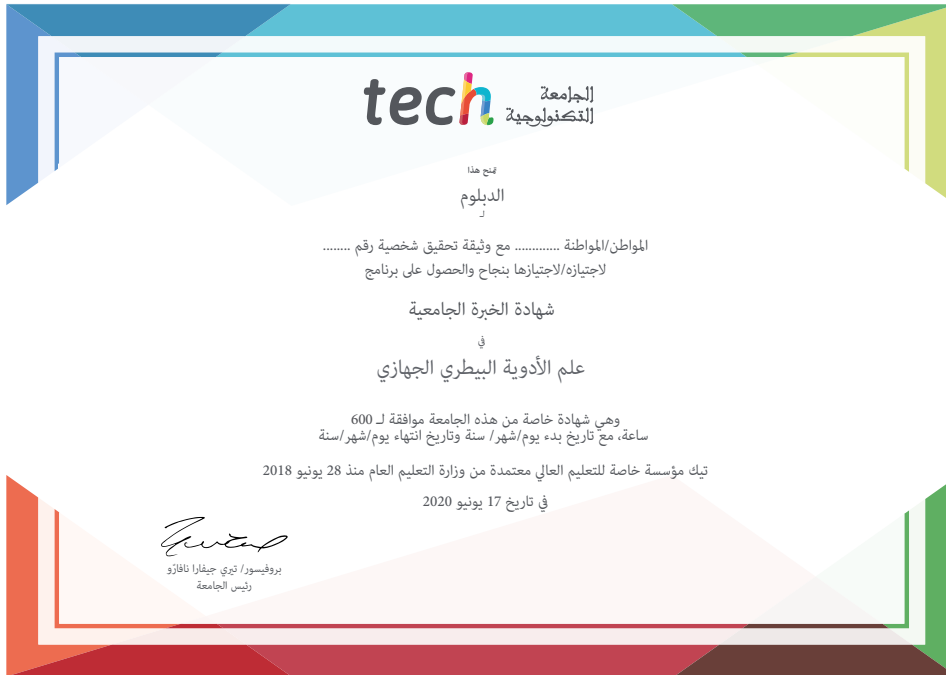 tech الجامعة
التكنولوجية
تمنح هذا
الدبلوم
لـ
المواطن/المواطنة ............ مع وثيقة تحقيق شخصية رقم ........
لاجتيازه/لاجتيازها بنجاح والحصول على برنامج
شهادة الخبرة الجامعية
في
علم الأدوية البيطري الجهازي
وهي شهادة خاصة من هذه الجامعة موافقة لـ 600
ساعة، مع تاريخ بدء يوم/شهر/ سنة وتاريخ انتهاء يوم/شهر/سنة
تيك مؤسسة خاصة للتعليم العالي معتمدة من وزارة التعليم العام منذ 28 يونيو 2018
في تاريخ 17 يونيو 2020
بروفيسور/ تيري جيفارا نافارّو
رئيس الجامعة